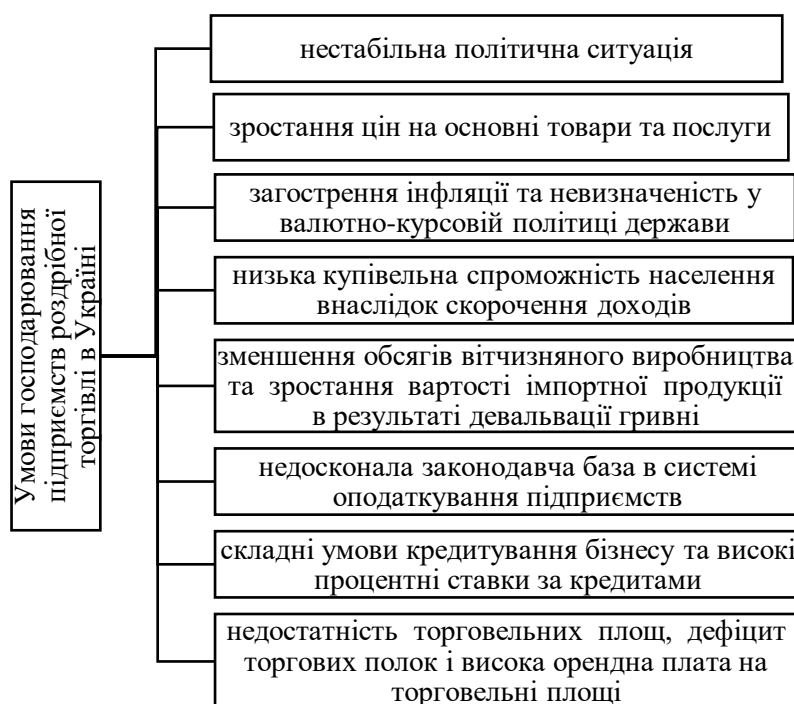 Умови господарювання
підприємств роздрібної
торгівлі в Україні
нестабільна політична ситуація
зростання цін на основні товари та послуги
загострення інфляції та невизначеність у
валютно-курсовій політиці держави
низька купівельна спроможність населення
внаслідок скорочення доходів
зменшення обсягів вітчизняного виробництва
та зростання вартості імпортної продукції
в результаті девальвації гривні
недосконала законодавча база в системі
оподаткування підприємств
складні умови кредитування бізнесу та високі
процентні ставки за кредитами
недостатність торговельних площ, дефіцит
торгових полок і висока орендна плата на
торговельні площі